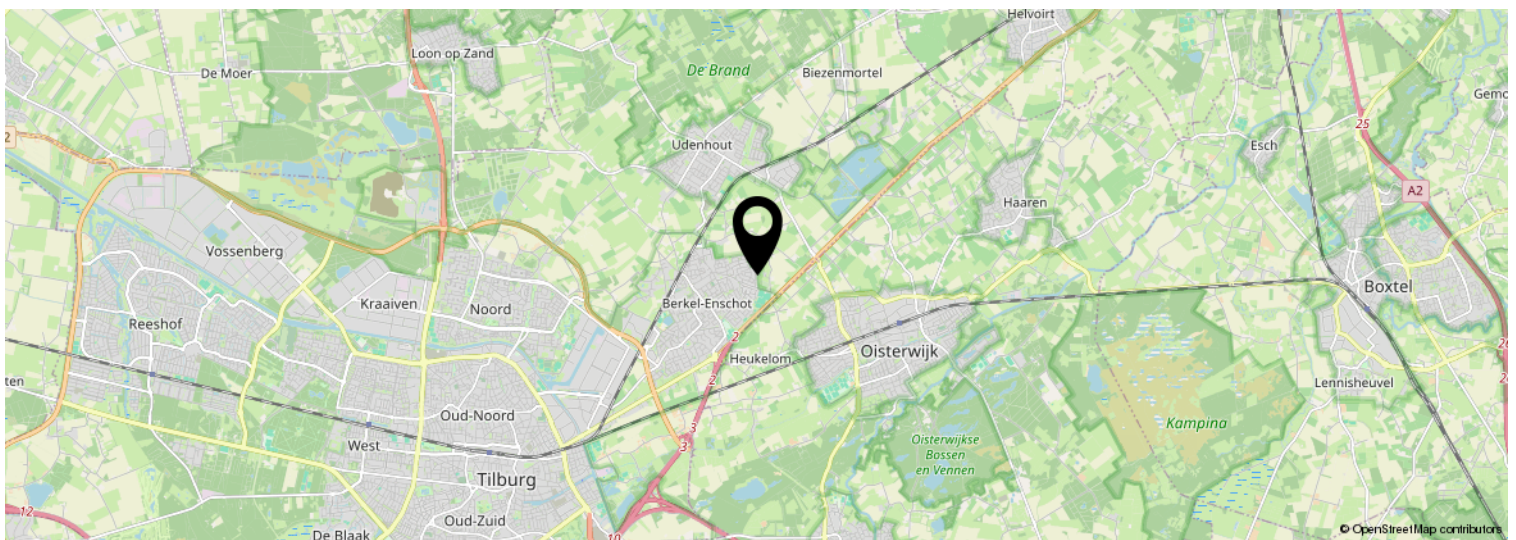 Helvoirt
Loon op Zand
De Moer
De Brand
Biezenmortel
Gemo
25
2
Udenhout
Esch
A2
Haaren
Vossenberg
Kraaiven
Noord
Berkel-Enschot
Boxtel
Reeshof
2
Heukelom
Oisterwijk
2
ten
Lennisheuvel
Oud-Noord
3
Kampina
West
3
Oisterwijkse
Bossen
en Vennen
Tilburg
12
Oud-Zuid
De Blaak
10
© OpenStreetMap contributors